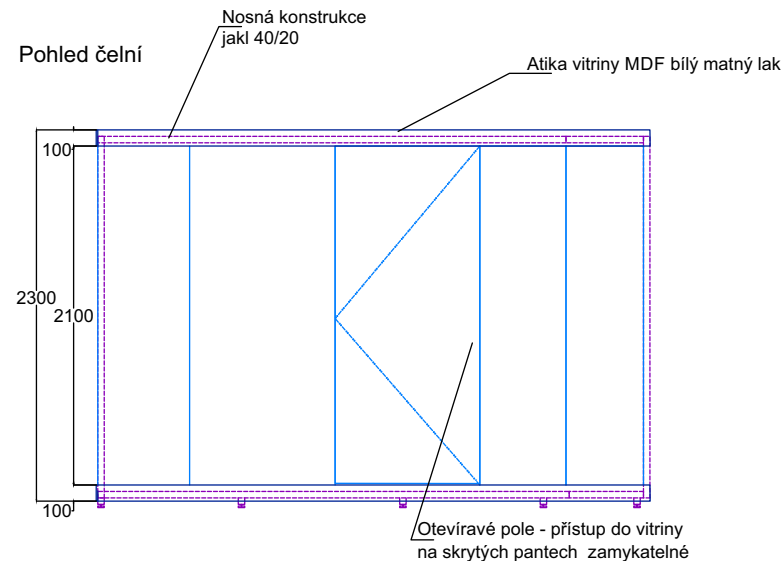 Nosná konstrukce
jakl 40/20
Pohled čelní
Atika vitriny MDF bílý matný lak
100
2300
2100
100
Otevíravé pole - přístup do vitriny
na skrytých pantech zamykatelné